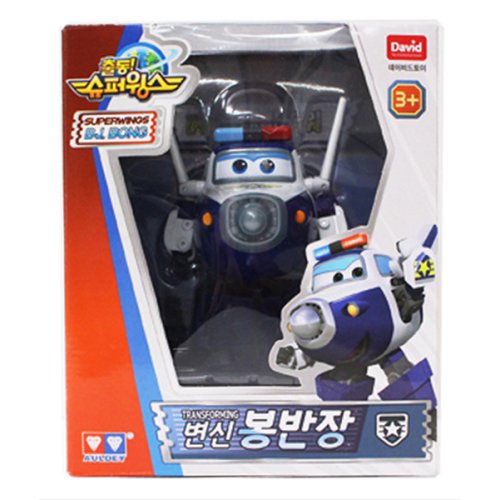 출동!
슈퍼윙스
SUPERWINGS
B.J. BONG
David
데이비드토이
3+
TRANSFORMING
변신 봉반장
AULDEY